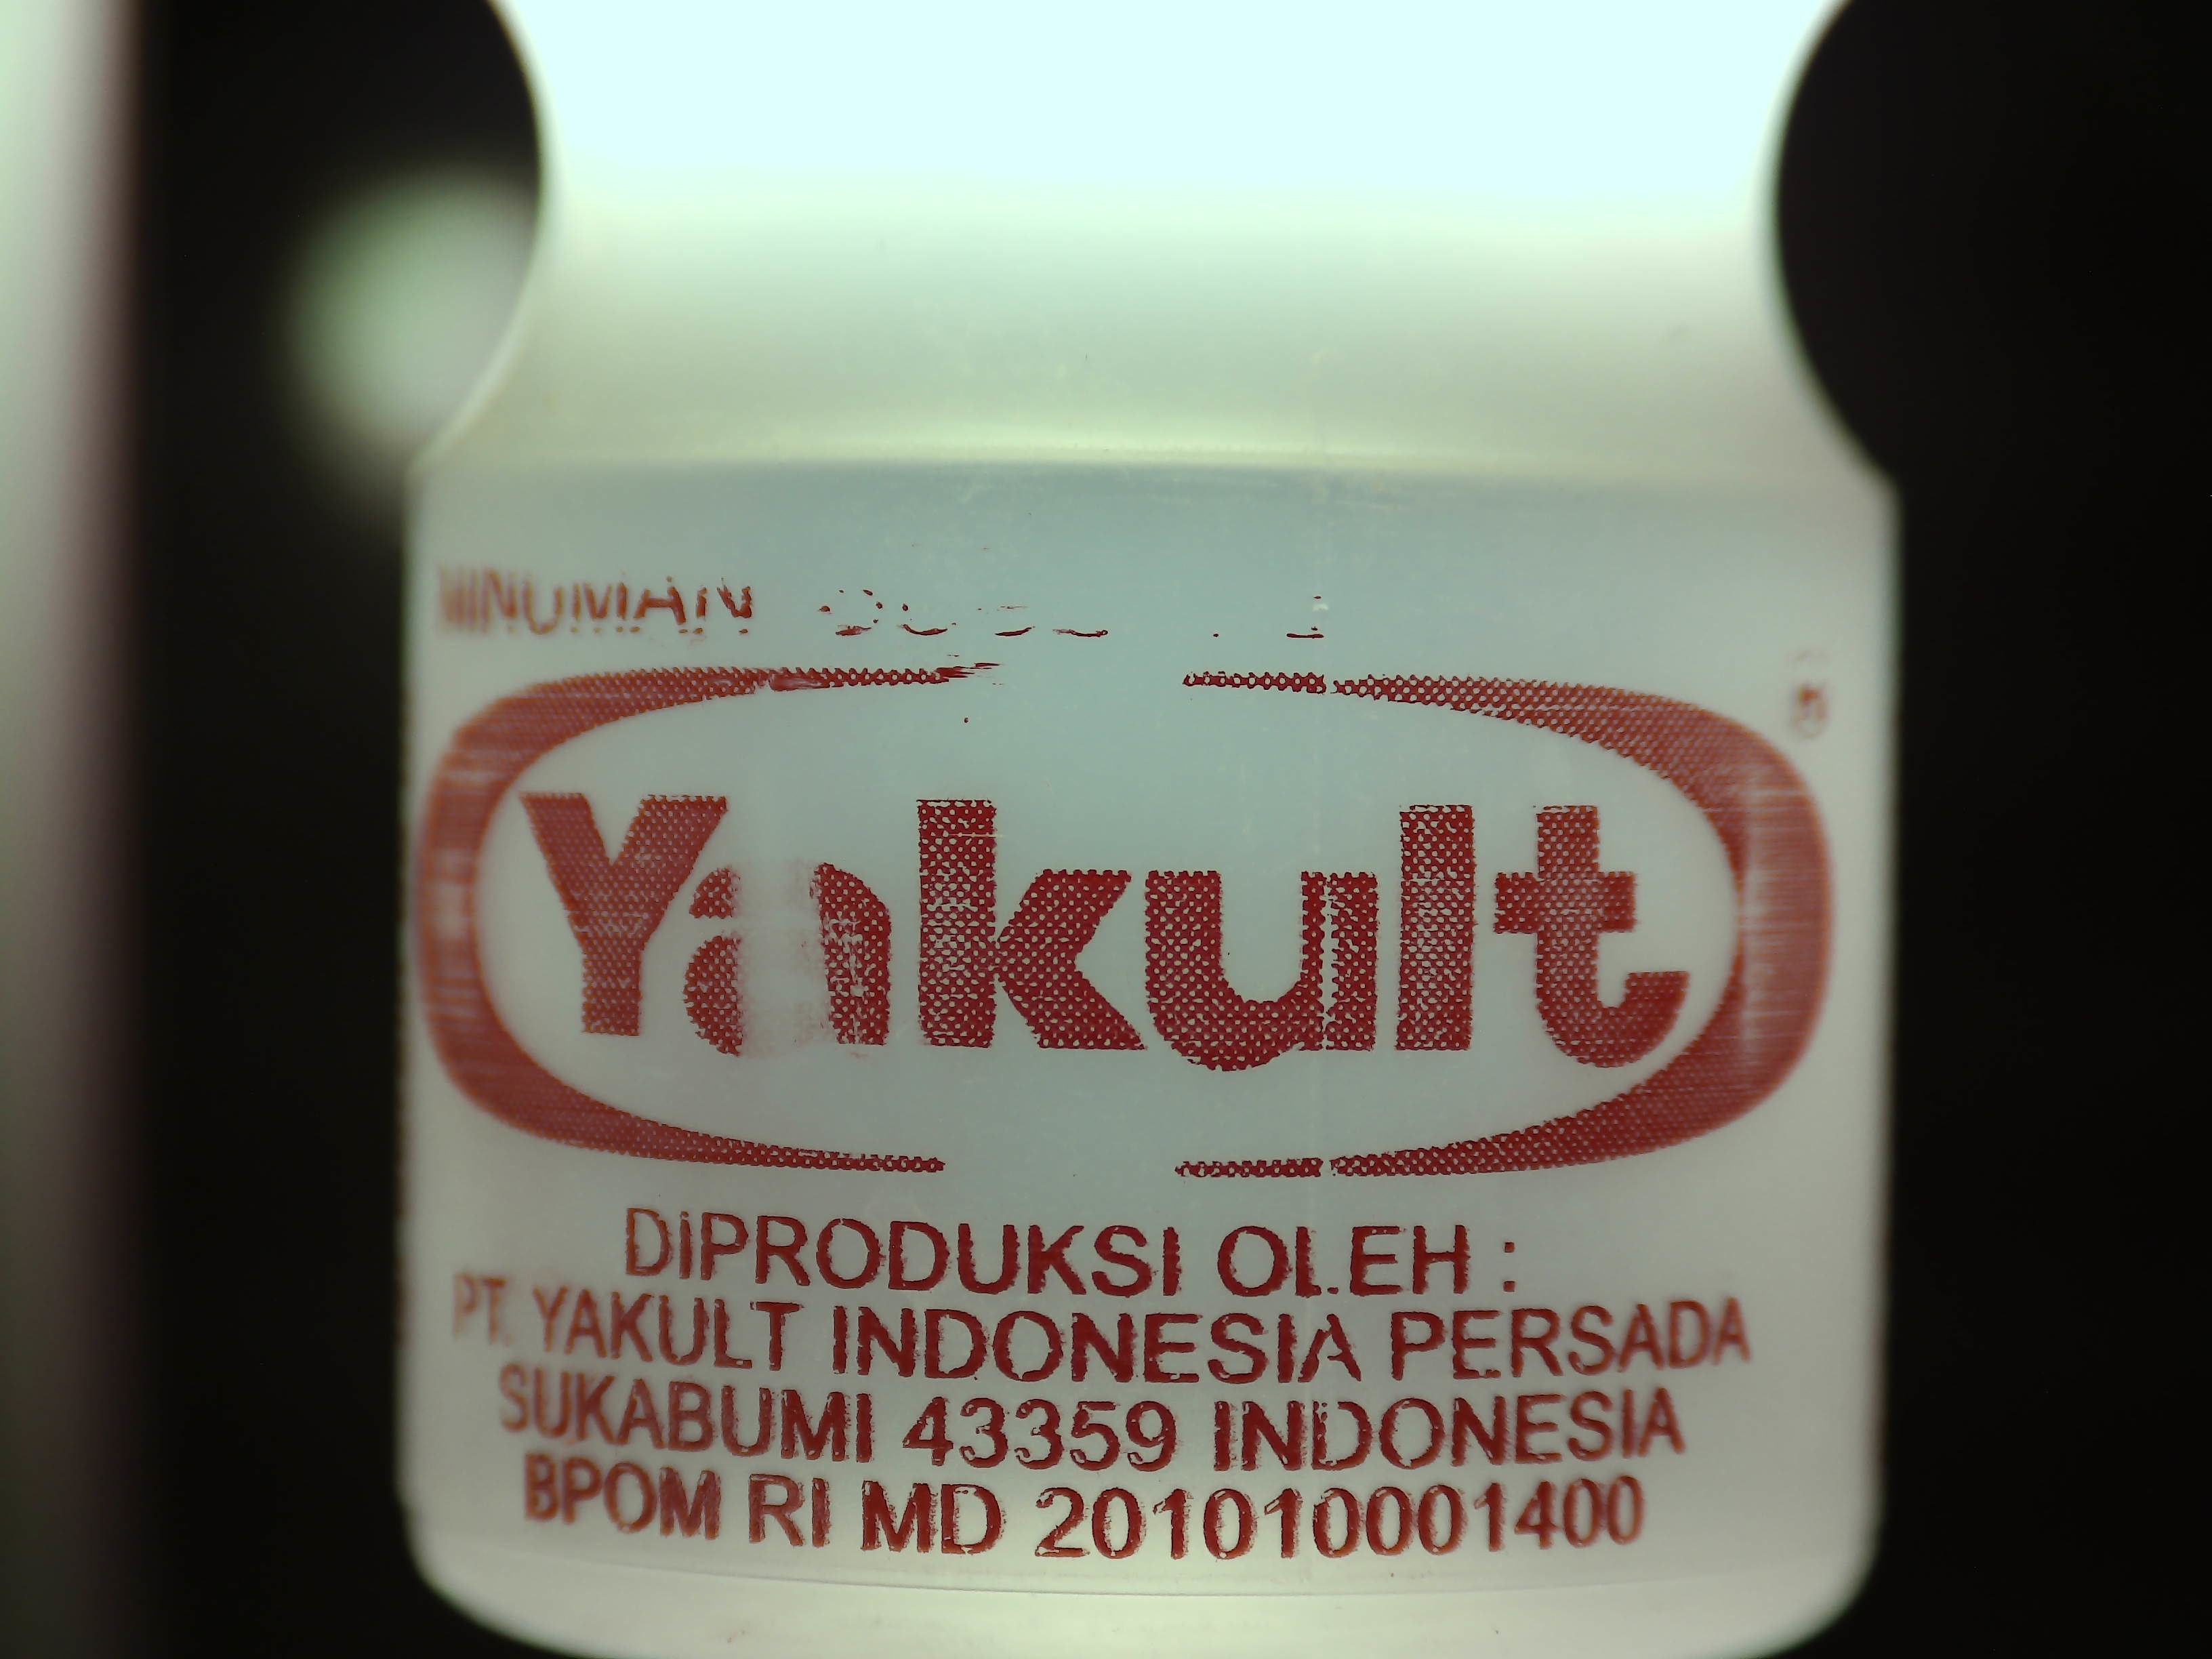 MINUMAN
Yakult
DIPRODUKSI OLEH :
PT. YAKULT INDONESIA PERSADA
SUKABUMI 43359 INDONESIA
BPOM RI MD 201010001400